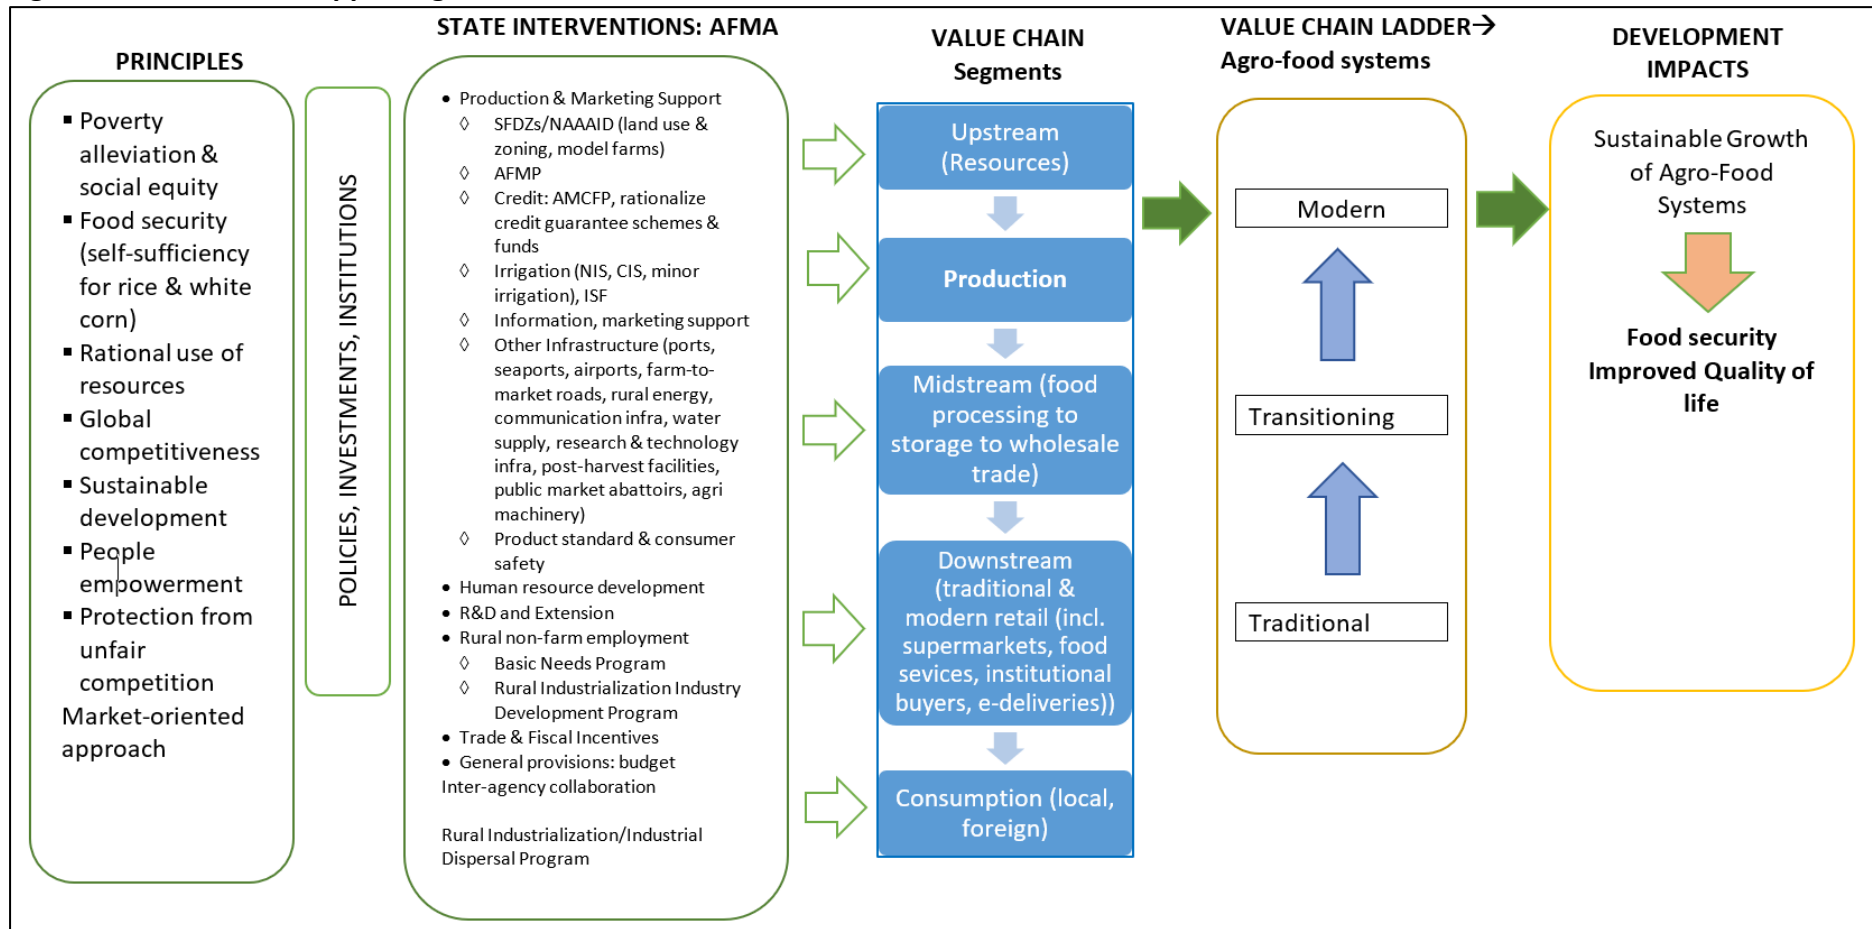 PRINCIPLES
▪ Poverty
alleviation &
social equity
▪ Food security
(self-sufficiency
for rice & white
corn)
▪ Rational use of
resources
▪ Global
competitiveness
▪ Sustainable
development
▪ People
empowerment
▪ Protection from
unfair
competition
Market-oriented
approach
POLICIES, INVESTMENTS, INSTITUTIONS
STATE INTERVENTIONS: AFMA
• Production & Marketing Support
◊ SFDZs/NAAAID (land use &
zoning, model farms)
◊ AFMP
◊ Credit: AMCFP, rationalize
credit guarantee schemes &
funds
◊ Irrigation (NIS, CIS, minor
irrigation), ISF
◊ Information, marketing support
◊ Other Infrastructure (ports,
seaports, airports, farm-to-
market roads, rural energy,
communication infra, water
supply, research & technology
infra, post-harvest facilities,
public market abattoirs, agri
machinery)
◊ Product standard & consumer
safety
• Human resource development
• R&D and Extension
• Rural non-farm employment
◊ Basic Needs Program
◊ Rural Industrialization Industry
Development Program
• Trade & Fiscal Incentives
• General provisions: budget
Inter-agency collaboration
Rural Industrialization/Industrial
Dispersal Program
VALUE CHAIN
Segments
Upstream
(Resources)
Production
Midstream (food
processing to
storage to wholesale
trade)
Downstream
(traditional &
modern retail (incl.
supermarkets, food
sevices, institutional
buyers, e-deliveries))
Consumption (local,
foreign)
VALUE CHAIN LADDER→
Agro-food systems
Modern
Transitioning
Traditional
DEVELOPMENT
IMPACTS
Sustainable Growth
of Agro-Food
Systems
Food security
Improved Quality of
life